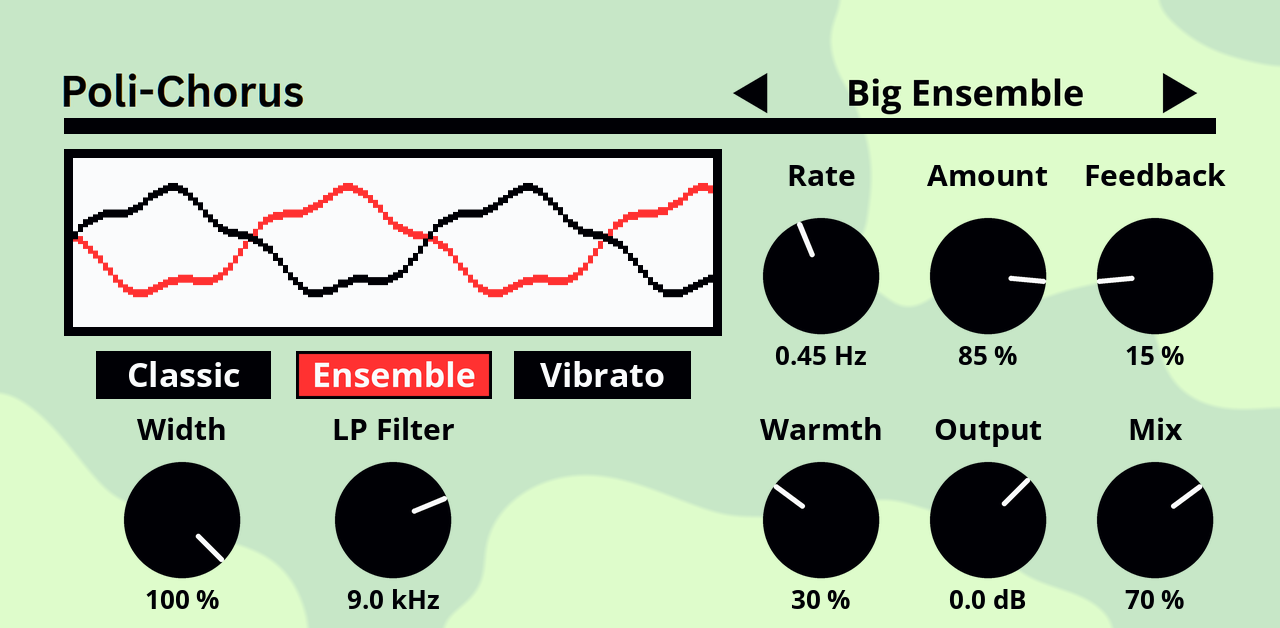 Poli-Chorus
Big Ensemble
Rate
Amount
Feedback
0.45 Hz
85 %
15 %
Classic
Ensemble
Vibrato
Width
LP Filter
Warmth
Output
Mix
100 %
9.0 kHz
30 %
0.0 dB
70 %